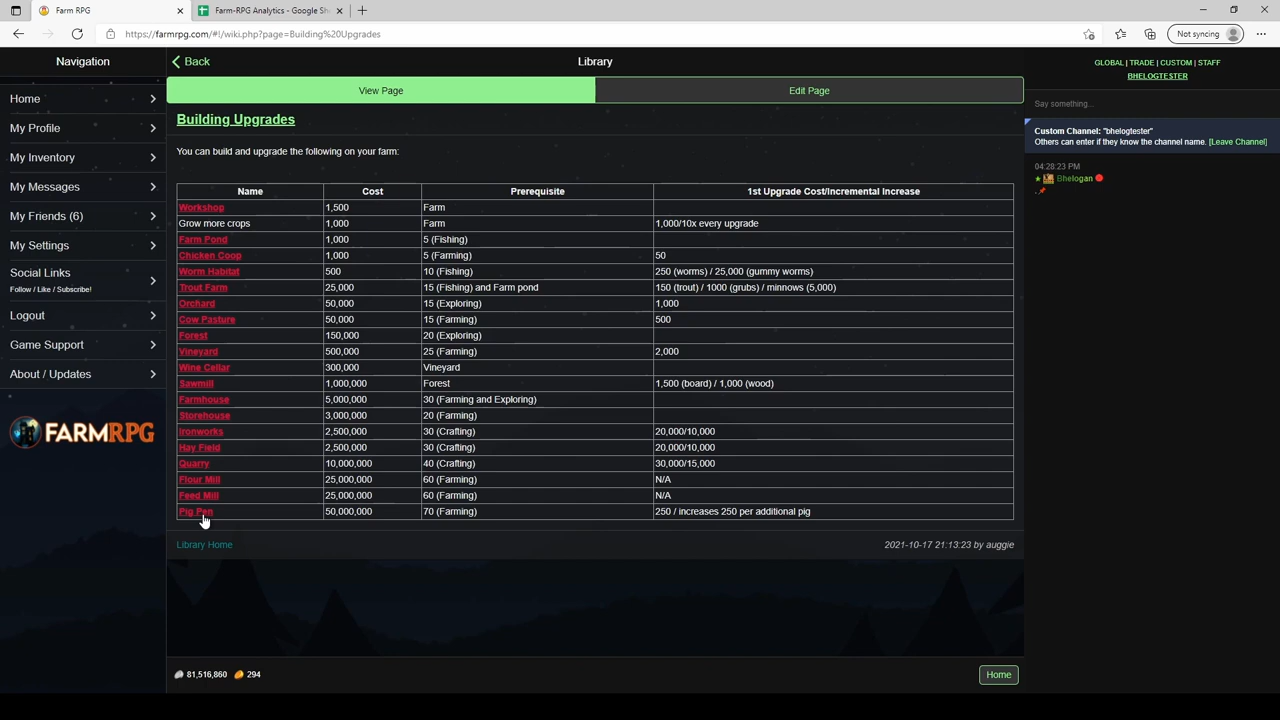 Farm RPG
Farm-RPG Analytics - Google She
https://farmrpg.com/#!/wiki.php?page=Building%20Upgrades
Not syncing
Navigation
Home
My Profile
My Inventory
My Messages
My Friends (6)
My Settings
Social Links
Follow / Like / Subscribe!
Logout
Game Support
About / Updates
FARMRPG
Back
Library
View Page
Edit Page
Building Upgrades
You can build and upgrade the following on your farm:
Name Cost Prerequisite 1st Upgrade Cost/Incremental Increase
Workshop 1,500 Farm
Grow more crops 1,000 Farm 1,000/10x every upgrade
Farm Pond 1,000 5 (Fishing)
Chicken Coop 1,000 5 (Farming) 50
Worm Habitat 500 10 (Fishing) 250 (worms) / 25,000 (gummy worms)
Trout Farm 25,000 15 (Fishing) and Farm pond 150 (trout) / 1000 (grubs) / minnows (5,000)
Orchard 50,000 15 (Exploring) 1,000
Cow Pasture 50,000 15 (Farming) 500
Forest 150,000 20 (Exploring)
Vineyard 500,000 25 (Farming) 2,000
Wine Cellar 300,000 Vineyard
Sawmill 1,000,000 Forest 1,500 (board) / 1,000 (wood)
Farmhouse 5,000,000 30 (Farming and Exploring)
Storehouse 3,000,000 20 (Farming)
Ironworks 2,500,000 30 (Crafting) 20,000/10,000
Hay Field 2,500,000 30 (Crafting) 20,000/10,000
Quarry 10,000,000 40 (Crafting) 30,000/15,000
Flour Mill 25,000,000 60 (Farming) N/A
Feed Mill 25,000,000 60 (Farming) N/A
Pig Pen 50,000,000 70 (Farming) 250 / increases 250 per additional pig
Library Home
2021-10-17 21:13:23 by auggie
81,516,860 294
Home
GLOBAL | TRADE | CUSTOM | STAFF
BHELOGTESTER
Say something...
Custom Channel: "bhelogtester"
Others can enter if they know the channel name. [Leave Channel]
04:28:23 PM
Bhelogan